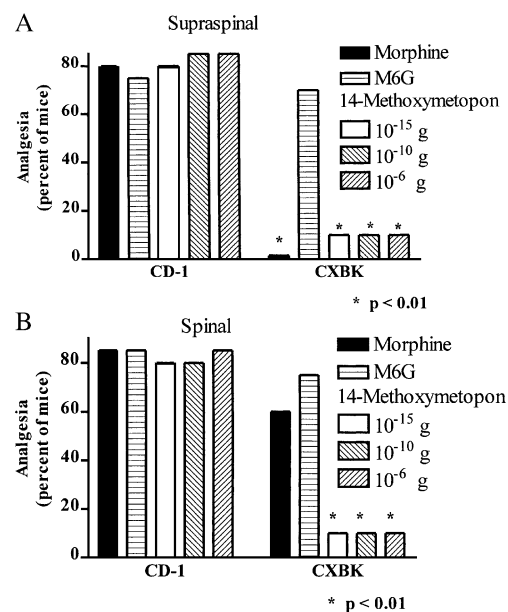 A
Supraspinal
Analgesia
(percent of mice)
80
60
40
20
0
Morphine
M6G
14-Methoxymetopon
10-15 g
10-10 g
10-6 g
*
* * *
CD-1 CXBK
* p < 0.01
B
Spinal
Analgesia
(percent of mice)
80
60
40
20
0
Morphine
M6G
14-Methoxymetopon
10-15 g
10-10 g
10-6 g
* * *
CD-1 CXBK
* p < 0.01